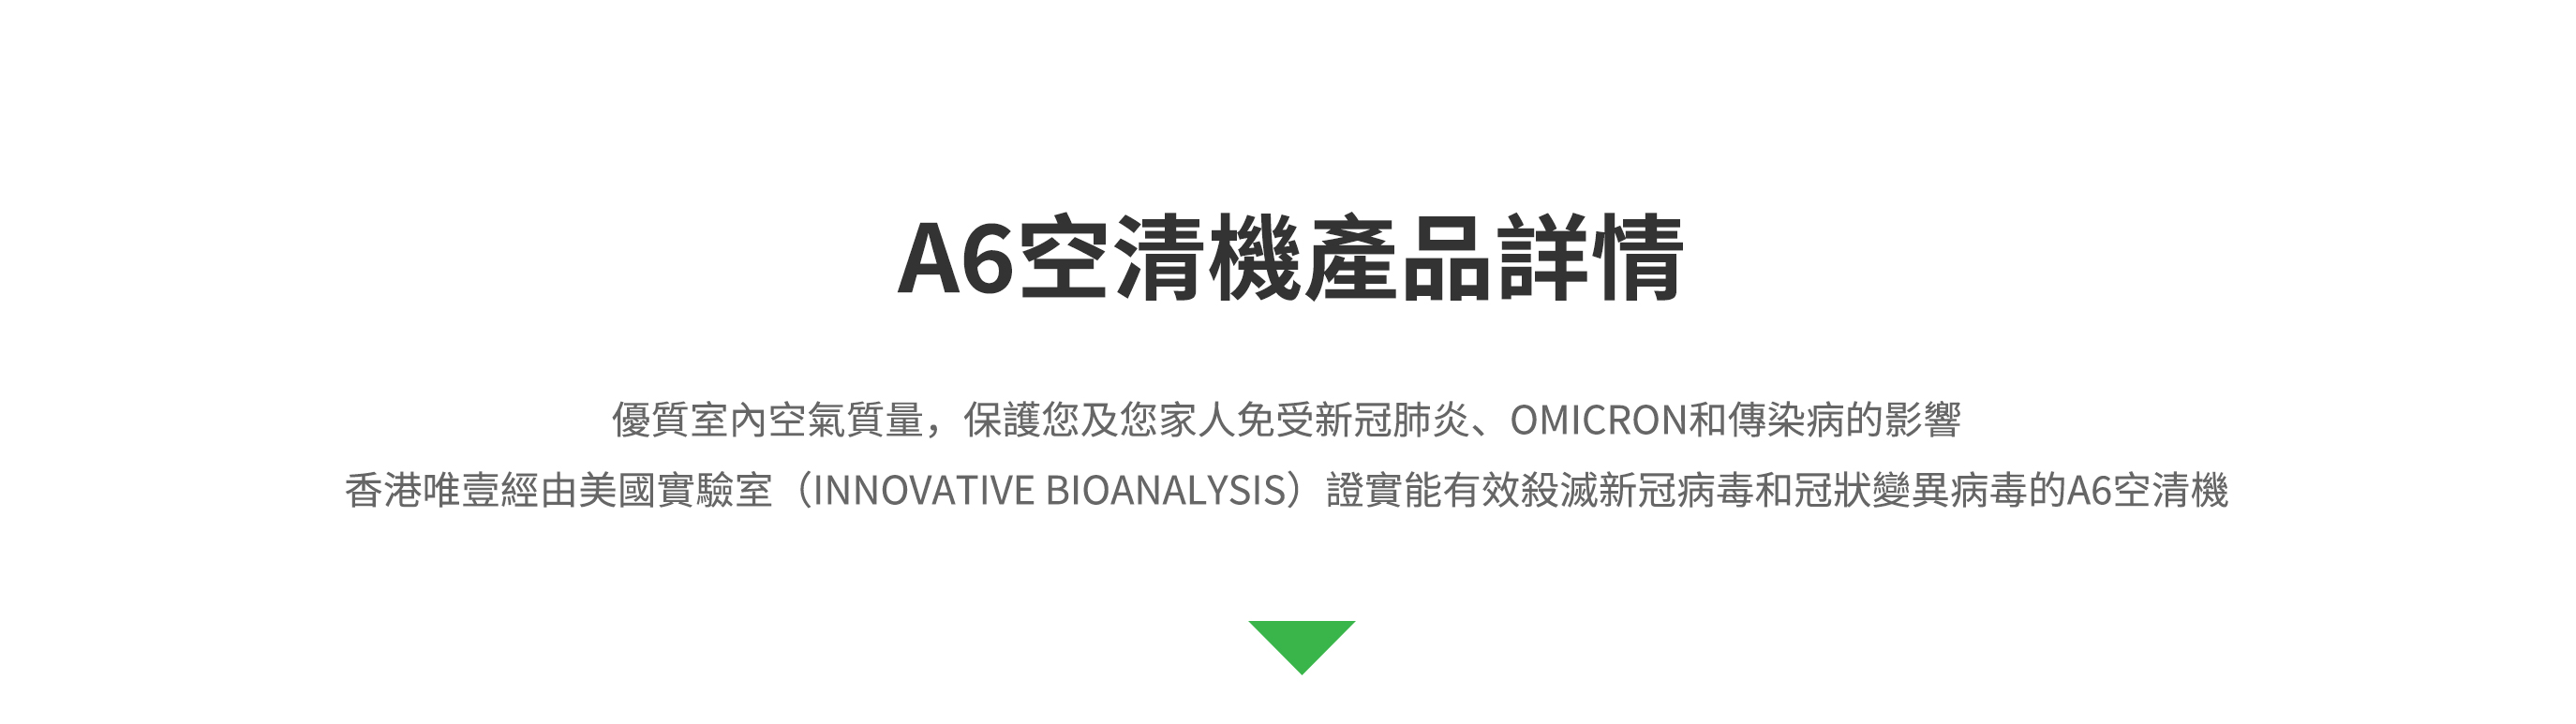 A6空清機產品詳情
優質室內空氣質量，保護您及您家人免受新冠肺炎、OMICRON和傳染病的影響
香港唯壹經由美國實驗室（INNOVATIVE BIOANALYSIS）證實能有效殺滅新冠病毒和冠狀變異病毒的A6空清機